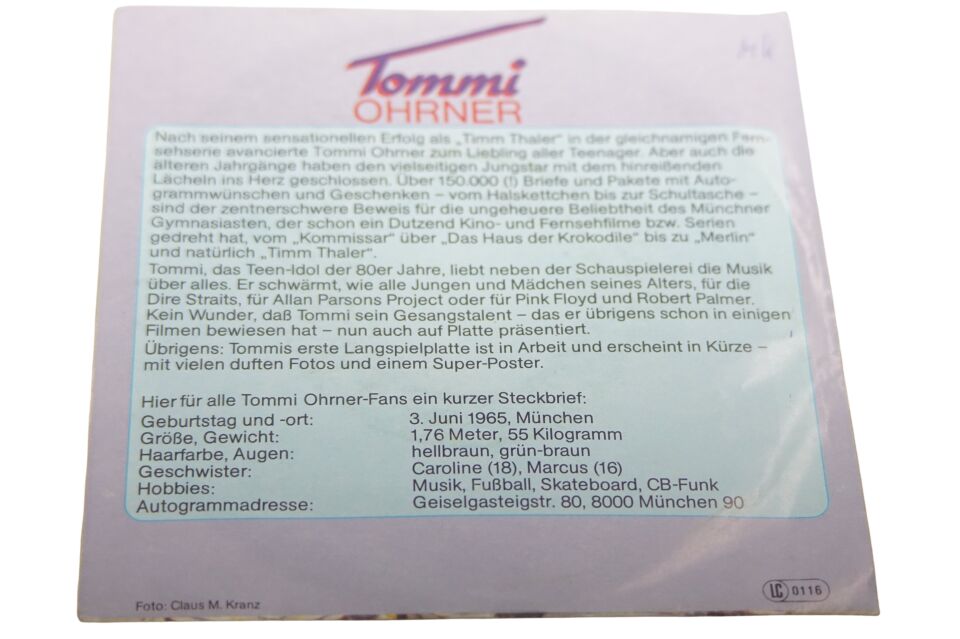 Tommi
OHRNER
Nach seinem sensationellen Erfolg als „Timm Thaler“ in der gleichnamigen Fern-
sehserie avancierte Tommi Ohrner zum Liebling aller Teenager. Aber auch die
älteren Jahrgänge haben den vielseitigen Jungstar mit dem hinreißenden
Lächeln ins Herz geschlossen. Über 150.000 (!) Briefe und Pakete mit Auto-
grammwünschen und Geschenken – vom Halskettchen bis zur Schultasche –
sind der zentnerschwere Beweis für die ungeheure Beliebtheit des Münchner
Gymnasiasten, der schon ein Dutzend Kino- und Fernsehfilme bzw. Serien
gedreht hat, vom „Kommissar“ über „Das Haus der Krokodile“ bis zu „Merlin“
und natürlich „Timm Thaler“.
Tommi, das Teen-Idol der 80er Jahre, liebt neben der Schauspielerei die Musik
über alles. Er schwärmt, wie alle Jungen und Mädchen seines Alters, für die
Dire Straits, für Allan Parsons Project oder für Pink Floyd und Robert Palmer.
Kein Wunder, daß Tommi sein Gesangstalent – das er übrigens schon in einigen
Filmen bewiesen hat – nun auch auf Platte präsentiert.
Übrigens: Tommis erste Langspielplatte ist in Arbeit und erscheint in Kürze –
mit vielen duften Fotos und einem Super-Poster.
Hier für alle Tommi Ohrner-Fans ein kurzer Steckbrief:
Geburtstag und -ort: 3. Juni 1965, München
Größe, Gewicht: 1,76 Meter, 55 Kilogramm
Haarfarbe, Augen: hellbraun, grün-braun
Geschwister: Caroline (18), Marcus (16)
Hobbies: Musik, Fußball, Skateboard, CB-Funk
Autogrammadresse: Geiselgasteigstr. 80, 8000 München 90
Foto: Claus M. Kranz
LC 0116